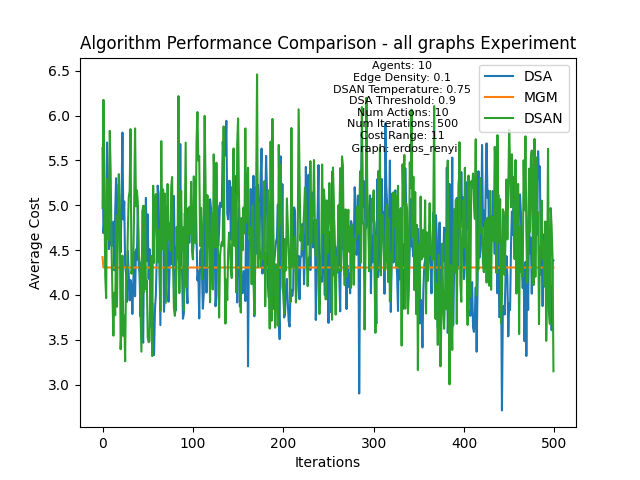 Algorithm Performance Comparison - all graphs Experiment
Agents: 10
Edge Density: 0.1
DSAN Temperature: 0.75
DSA Threshold: 0.9
Num Actions: 10
Num Iterations: 500
Cost Range: 11
Graph: erdos_renyi
DSA
MGM
DSAN
6.5
6.0
5.5
5.0
4.5
4.0
3.5
3.0
Average Cost
0 100 200 300 400 500
Iterations